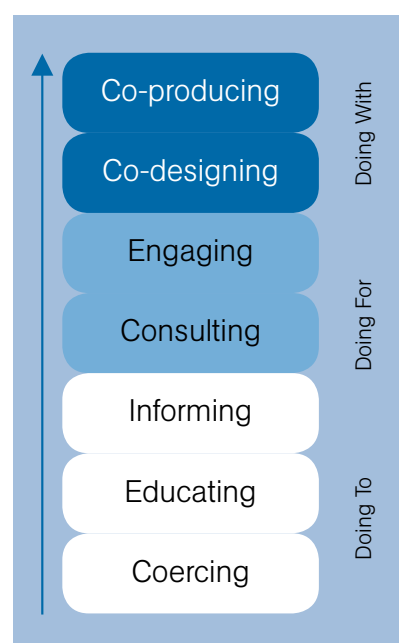 Co-producing
Co-designing
Engaging
Consulting
Informing
Educating
Coercing
Doing With
Doing For
Doing To